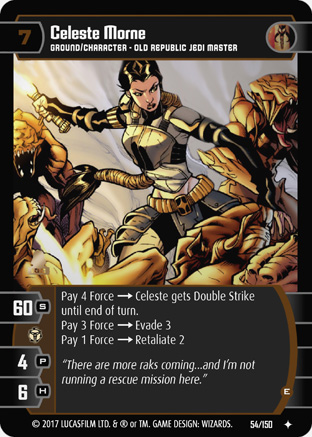 7
Celeste Morne
GROUND/CHARACTER - OLD REPUBLIC JEDI MASTER
60 S
Pay 4 Force → Celeste gets Double Strike
until end of turn.
Pay 3 Force → Evade 3
Pay 1 Force → Retaliate 2
4 P
"There are more raks coming...and I'm not
running a rescue mission here."
6 H
E
© 2017 LUCASFILM LTD. & ® or TM. GAME DESIGN: WIZARDS.
54/150